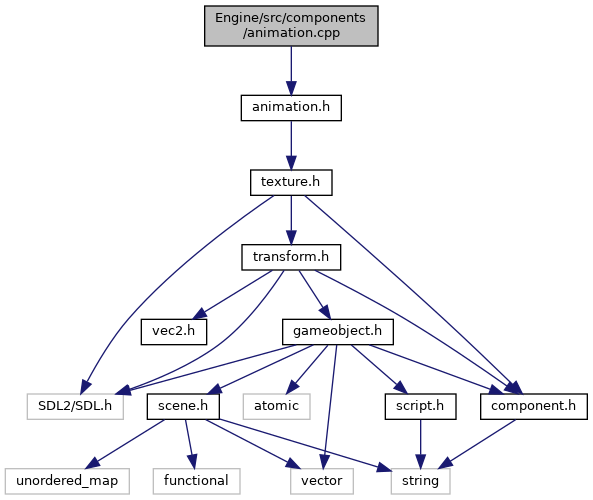 Engine/src/components
/animation.cpp
animation.h
texture.h
transform.h
vec2.h
gameobject.h
SDL2/SDL.h
scene.h
atomic
script.h
component.h
unordered_map
functional
vector
string